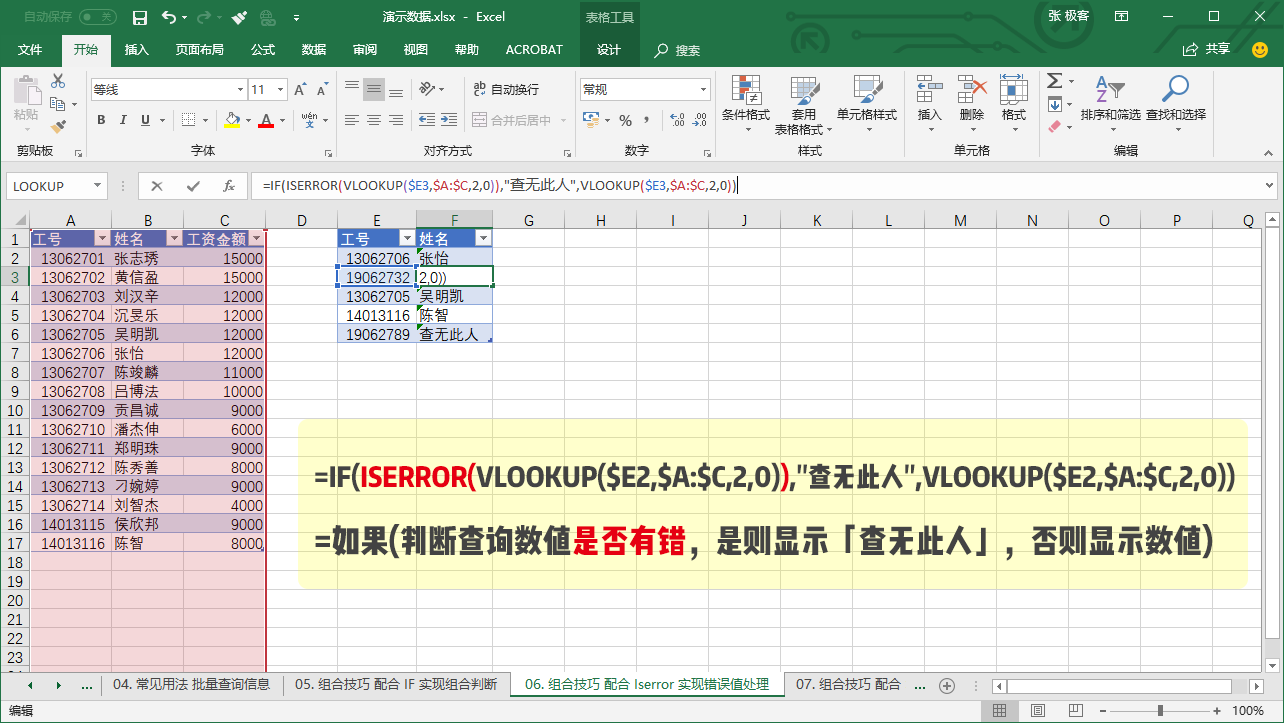 自动保存 关 演示数据.xlsx - Excel 表格工具 张 极客
文件 开始 插入 页面布局 公式 数据 审阅 视图 帮助 ACROBAT 设计 搜索 共享
等线 11 ab 自动换行 常规
粘贴 B I U A wén 文 合并后居中 % 条件格式 套用 表格格式 单元格样式 插入 删除 格式 排序和筛选 查找和选择
剪贴板 字体 对齐方式 数字 样式 单元格 编辑
LOOKUP fx =IF(ISERROR(VLOOKUP($E3,$A:$C,2,0)),"查无此人",VLOOKUP($E3,$A:$C,2,0))
A B C D E F G H I J K L M N O P Q
1 工号 姓名 工资金额 工号 姓名
2 13062701 张志琇 15000 13062706 张怡
3 13062702 黄信盈 15000 19062732 2,0))
4 13062703 刘汉辛 12000 13062705 吴明凯
5 13062704 沉旻乐 12000 14013116 陈智
6 13062705 吴明凯 12000 19062789 查无此人
7 13062706 张怡 12000
8 13062707 陈竣麟 11000
9 13062708 吕博法 10000
10 13062709 贡昌诚 9000
11 13062710 潘杰伸 6000
12 13062711 郑明珠 9000
13 13062712 陈秀善 8000
14 13062713 刁婉婷 9000
15 13062714 刘智杰 4000
16 14013115 侯欣邦 9000
17 14013116 陈智 8000
18
19
20
21
22
23
=IF(ISERROR(VLOOKUP($E2,$A:$C,2,0)),"查无此人",VLOOKUP($E2,$A:$C,2,0))
=如果(判断查询数值是否有错，是则显示「查无此人」，否则显示数值)
... 04. 常见用法 批量查询信息 05. 组合技巧 配合 IF 实现组合判断 06. 组合技巧 配合 Iserror 实现错误值处理 07. 组合技巧 配合 ...
编辑 100%